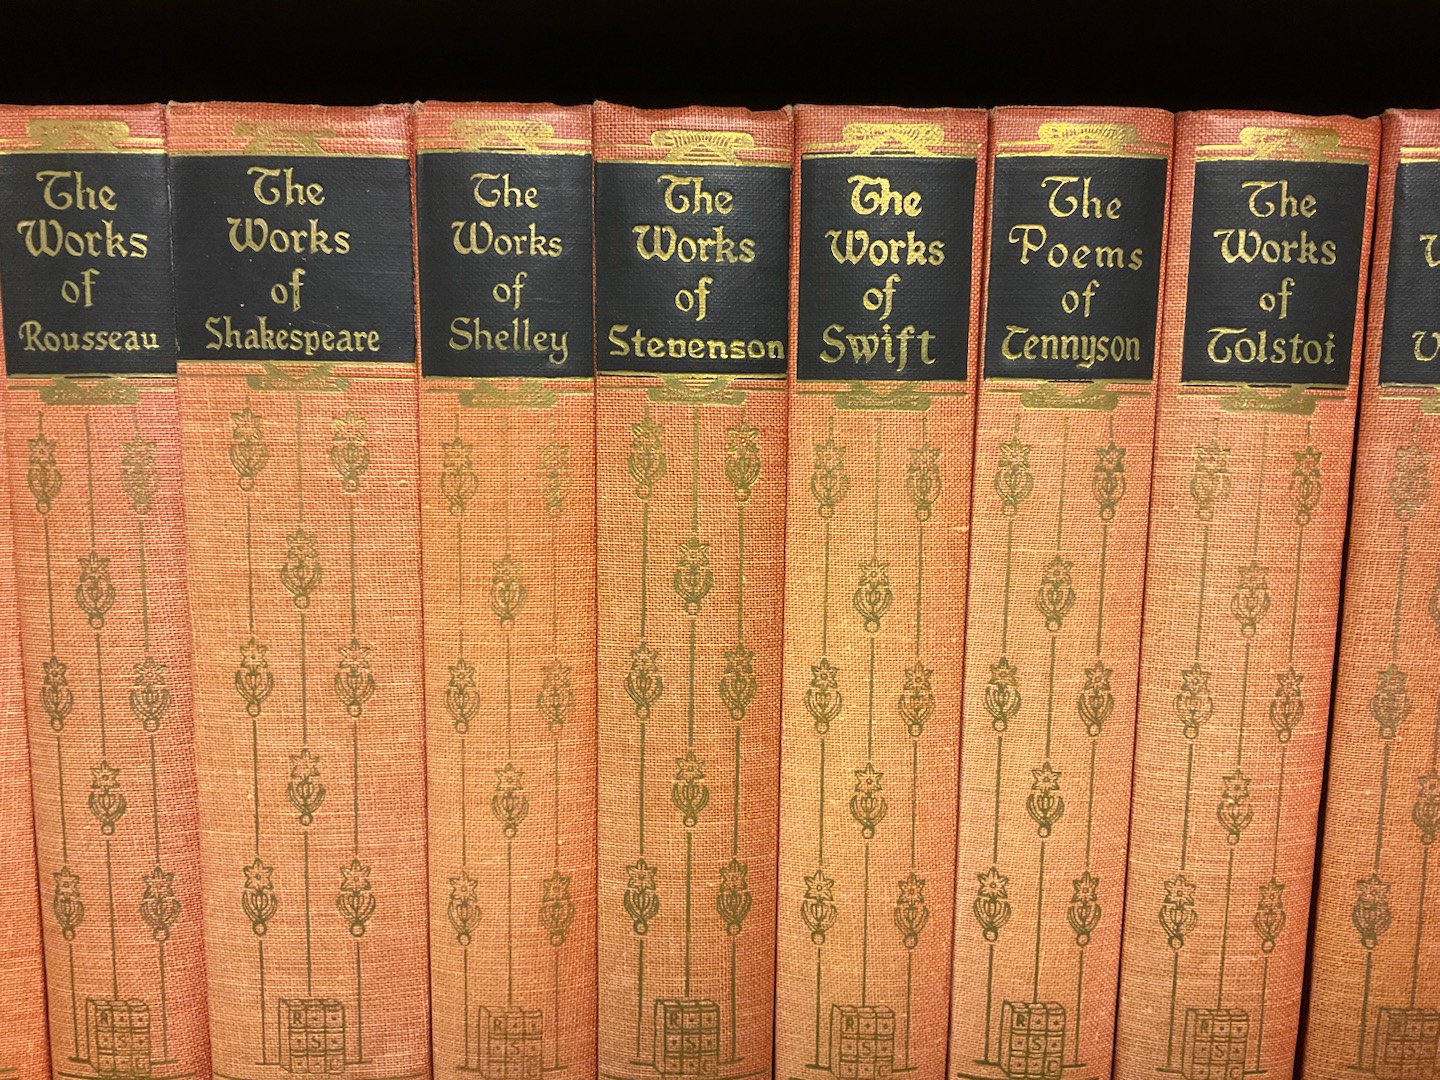 The
Works
of
Rousseau
The
Works
of
Shakespeare
The
Works
of
Shelley
The
Works
of
Stevenson
The
Works
of
Swift
The
Poems
of
Tennyson
The
Works
of
Tolstoi